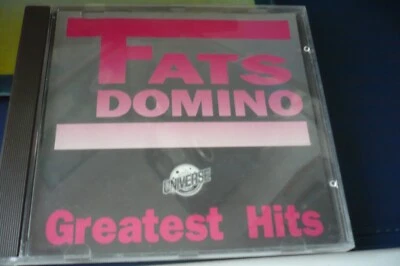 FATS
DOMINO
UNIVERSE
Greatest Hits